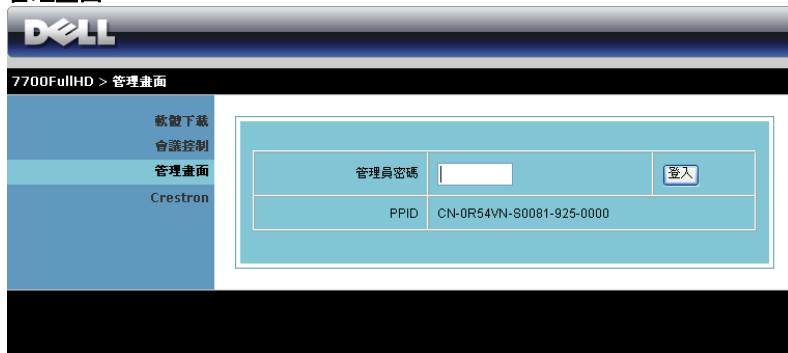 DELL
7700FullHD > 管理畫面
軟體下載
會議控制
管理畫面
Crestron
管理員密碼
登入
PPID
CN-0R54VN-S0081-925-0000